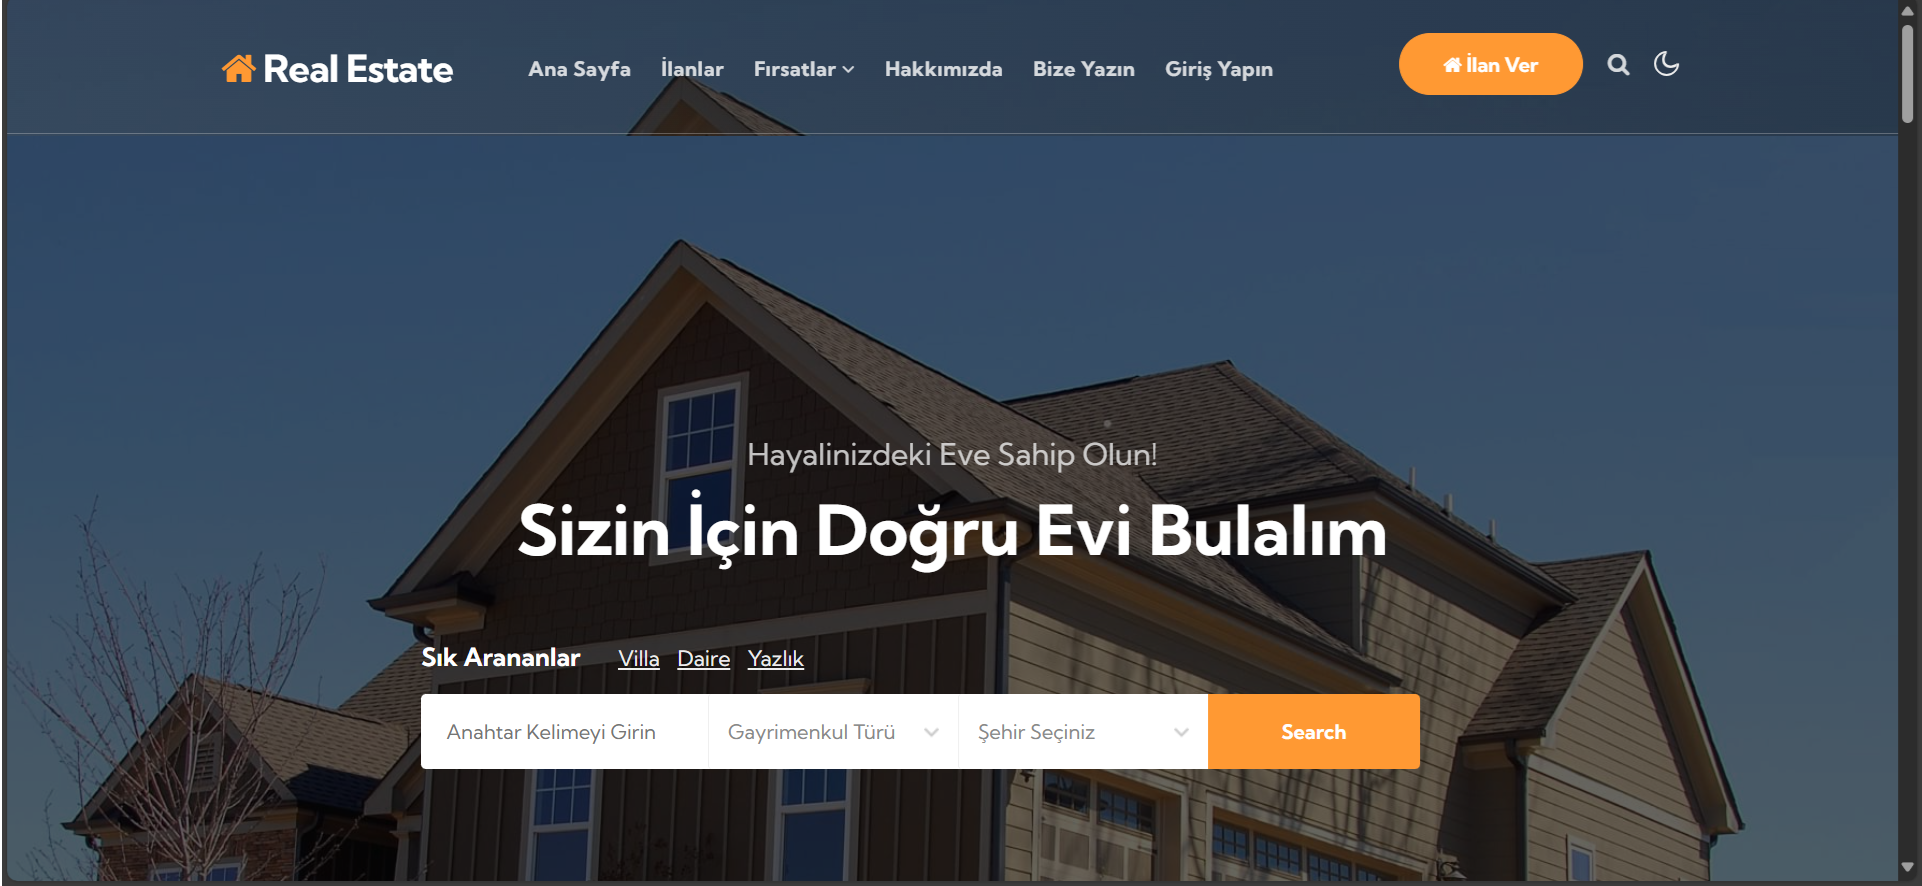 Real Estate
Ana Sayfa İlanlar Fırsatlar Hakkımızda Bize Yazın Giriş Yapın
İlan Ver
Hayalinizdeki Eve Sahip Olun!
Sizin İçin Doğru Evi Bulalım
Sık Arananlar Villa Daire Yazlık
Anahtar Kelimeyi Girin Gayrimenkul Türü Şehir Seçiniz Search